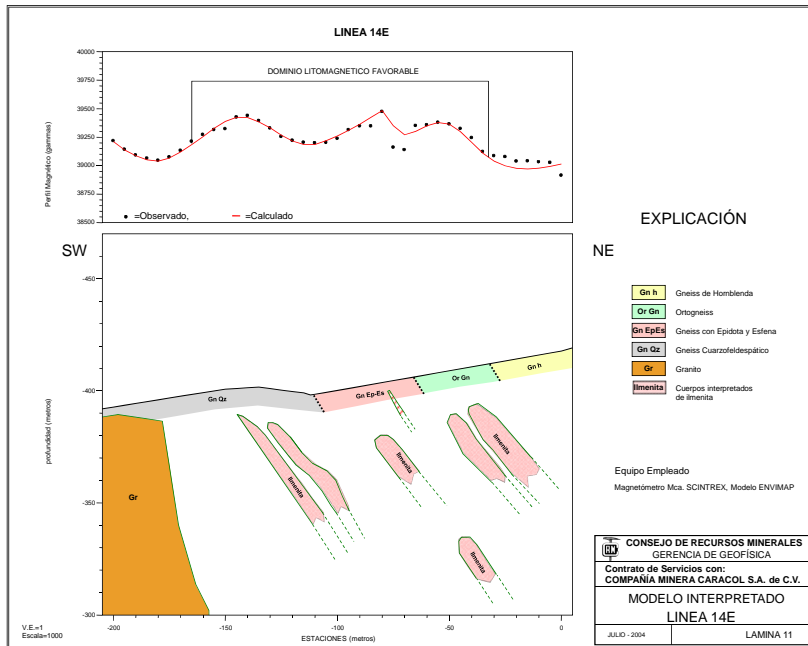 LINEA 14E
40000
39750
39500
39250
39000
38750
38500
Perfil Magnético (gammas)
DOMINIO LITOMAGNETICO FAVORABLE
=Observado, =Calculado
SW
NE
-450
-400
-350
-300
profundidad (metros)
Gn Qz
Gn Ep-Es
Or Gn
Gn h
Gr
Ilmenita
Ilmenita
Ilmenita
Ilmenita
-200
-150
-100
-50
0
ESTACIONES (metros)
V.E.=1
Escala=1000
EXPLICACIÓN
Gn h Gneiss de Hornblenda
Or Gn Ortogneiss
Gn EpEs Gneiss con Epidota y Esfena
Gn Qz Gneiss Cuarzofeldespático
Gr Granito
Ilmenita Cuerpos interpretados
de ilmenita
Equipo Empleado
Magnetómetro Mca. SCINTREX, Modelo ENVIMAP
CONSEJO DE RECURSOS MINERALES
GERENCIA DE GEOFÍSICA
Contrato de Servicios con:
COMPAÑÍA MINERA CARACOL S.A. de C.V.
MODELO INTERPRETADO
LINEA 14E
JULIO - 2004 LAMINA 11